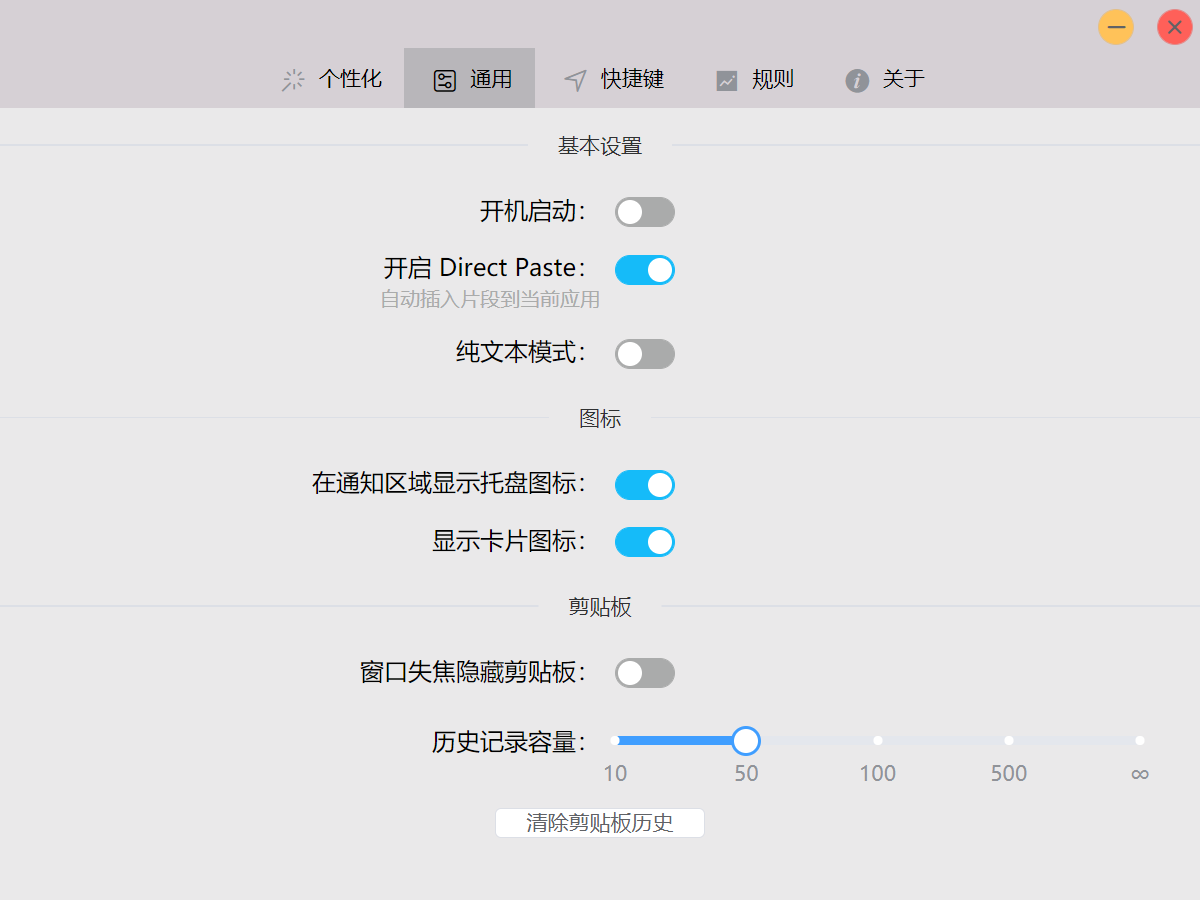 个性化 通用 快捷键 规则 关于
基本设置
开机启动：
开启 Direct Paste：
自动插入片段到当前应用
纯文本模式：
图标
在通知区域显示托盘图标：
显示卡片图标：
剪贴板
窗口失焦隐藏剪贴板：
历史记录容量：
10 50 100 500 ∞
清除剪贴板历史